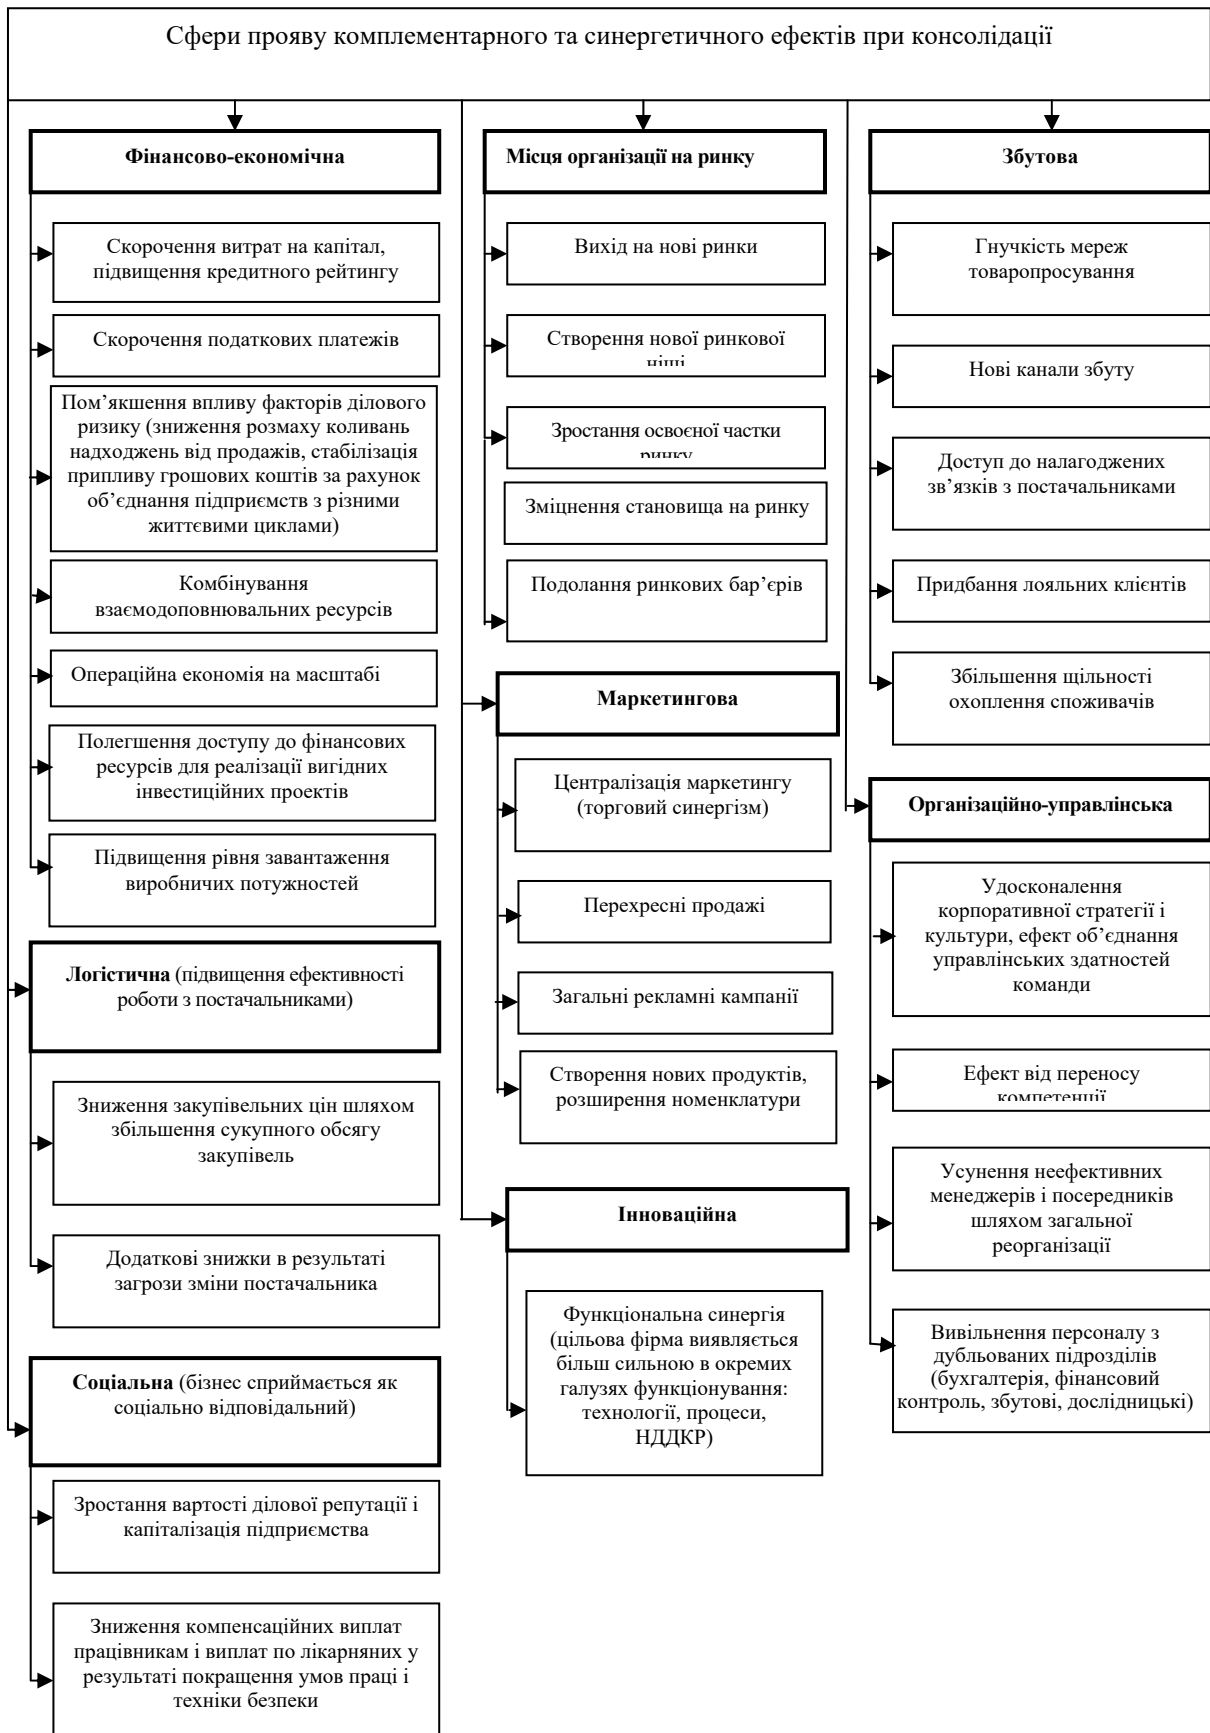 Сфери прояву комплементарного та синергетичного ефектів при консолідації
Фінансово-економічна
Скорочення витрат на капітал,
підвищення кредитного рейтингу
Скорочення податкових платежів
Пом’якшення впливу факторів ділового
ризику (зниження розмаху коливань
надходжень від продажів, стабілізація
припливу грошових коштів за рахунок
об’єднання підприємств з різними
життєвими циклами)
Комбінування
взаємодоповнювальних ресурсів
Операційна економія на масштабі
Полегшення доступу до фінансових
ресурсів для реалізації вигідних
інвестиційних проектів
Підвищення рівня завантаження
виробничих потужностей
Логістична (підвищення ефективності
роботи з постачальниками)
Зниження закупівельних цін шляхом
збільшення сукупного обсягу
закупівель
Додаткові знижки в результаті
загрози зміни постачальника
Соціальна (бізнес сприймається як
соціально відповідальний)
Зростання вартості ділової репутації і
капіталізація підприємства
Зниження компенсаційних виплат
працівникам і виплат по лікарняних у
результаті покращення умов праці і
техніки безпеки
Місця організації на ринку
Вихід на нові ринки
Створення нової ринкової
ніші
Зростання освоєної частки
ринку
Зміцнення становища на ринку
Подолання ринкових бар’єрів
Маркетингова
Централізація маркетингу
(торговий синергізм)
Перехресні продажі
Загальні рекламні кампанії
Створення нових продуктів,
розширення номенклатури
Інноваційна
Функціональна синергія
(цільова фірма виявляється
більш сильною в окремих
галузях функціонування:
технології, процеси,
НДДКР)
Збутова
Гнучкість мереж
товаропросування
Нові канали збуту
Доступ до налагоджених
зв’язків з постачальниками
Придбання лояльних клієнтів
Збільшення щільності
охоплення споживачів
Організаційно-управлінська
Удосконалення
корпоративної стратегії і
культури, ефект об’єднання
управлінських здатностей
команди
Ефект від переносу
компетенції
Усунення неефективних
менеджерів і посередників
шляхом загальної
реорганізації
Вивільнення персоналу з
дубльованих підрозділів
(бухгалтерія, фінансовий
контроль, збутові, дослідницькі)